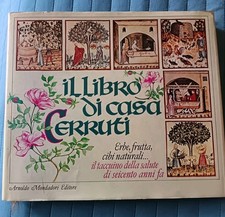 il libro
di casa
Cerruti
Erbe, frutta,
cibi naturali...
il taccuino della salute
di seicento anni fa
Arnoldo Mondadori Editore